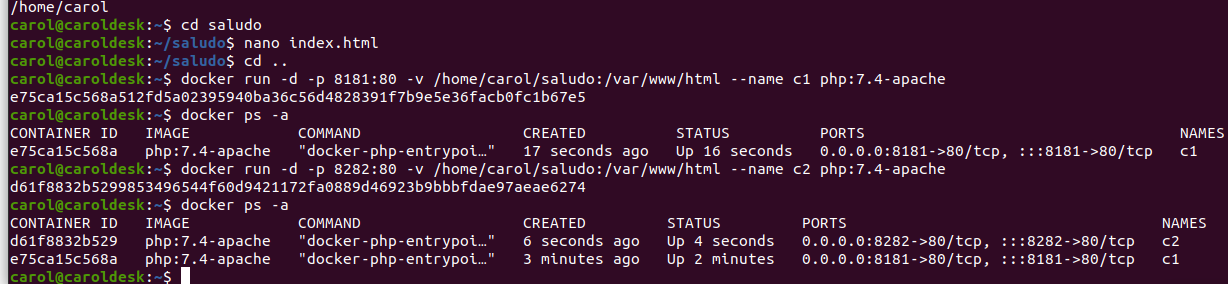 /home/carol
carol@caroldesk:~$ cd saludo
carol@caroldesk:~/saludo$ nano index.html
carol@caroldesk:~/saludo$ cd ..
carol@caroldesk:~$ docker run -d -p 8181:80 -v /home/carol/saludo:/var/www/html --name c1 php:7.4-apache
e75ca15c568a512fd5a02395940ba36c56d4828391f7b9e5e36facb0fc1b67e5
carol@caroldesk:~$ docker ps -a
CONTAINER ID   IMAGE            COMMAND                  CREATED          STATUS          PORTS                                   NAMES
e75ca15c568a   php:7.4-apache   "docker-php-entrypoi…"   17 seconds ago   Up 16 seconds   0.0.0.0:8181->80/tcp, :::8181->80/tcp   c1
carol@caroldesk:~$ docker run -d -p 8282:80 -v /home/carol/saludo:/var/www/html --name c2 php:7.4-apache
d61f8832b5299853496544f60d9421172fa0889d46923b9bbbfdae97aeae6274
carol@caroldesk:~$ docker ps -a
CONTAINER ID   IMAGE            COMMAND                  CREATED         STATUS         PORTS                                   NAMES
d61f8832b529   php:7.4-apache   "docker-php-entrypoi…"   6 seconds ago   Up 4 seconds   0.0.0.0:8282->80/tcp, :::8282->80/tcp   c2
e75ca15c568a   php:7.4-apache   "docker-php-entrypoi…"   3 minutes ago   Up 2 minutes   0.0.0.0:8181->80/tcp, :::8181->80/tcp   c1
carol@caroldesk:~$